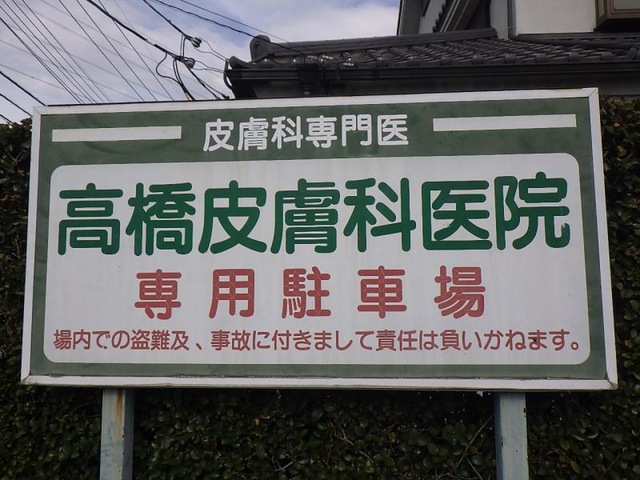 皮膚科専門医
高橋皮膚科医院
専用駐車場
場内での盗難及、事故に付きまして責任は負いかねます。